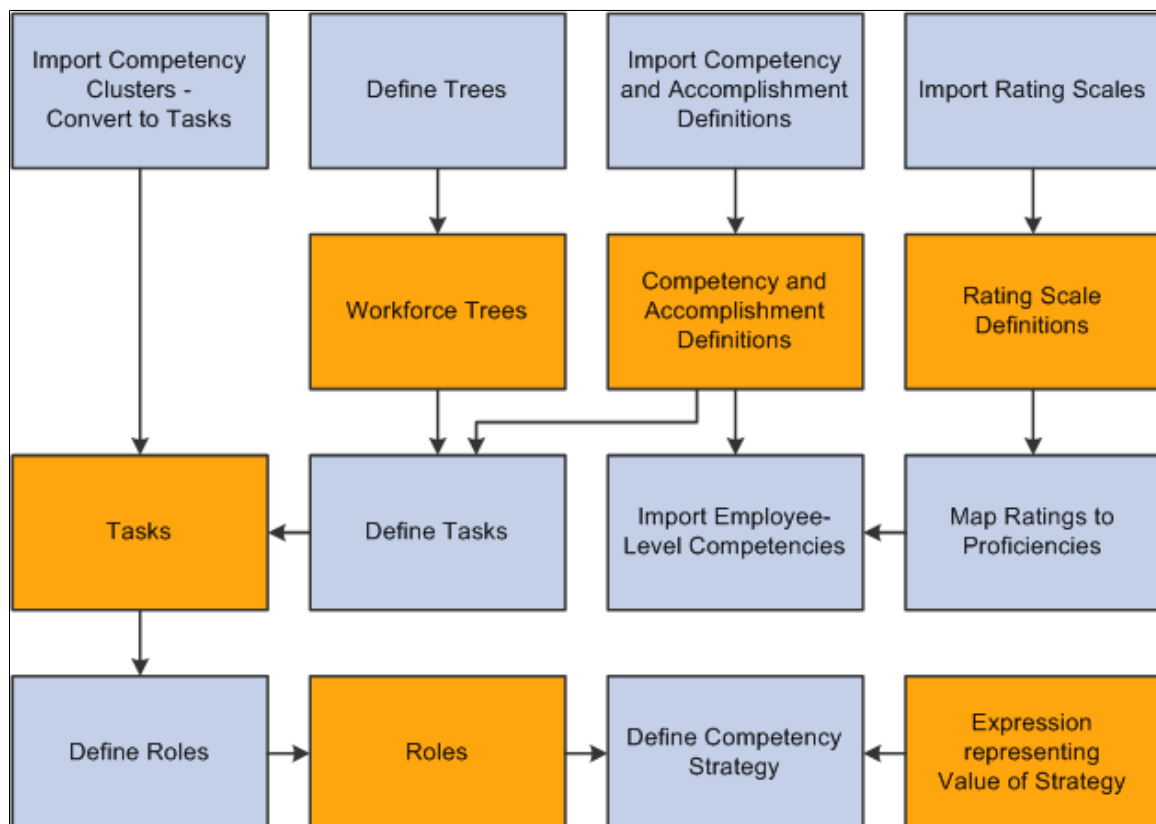 Import Competency
Clusters -
Convert to Tasks
Define Trees
Import Competency
and Accomplishment
Definitions
Import Rating Scales
Workforce Trees
Competency and
Accomplishment
Definitions
Rating Scale
Definitions
Tasks
Define Tasks
Import Employee-
Level Competencies
Map Ratings to
Proficiencies
Define Roles
Roles
Define Competency
Strategy
Expression
representing
Value of Strategy